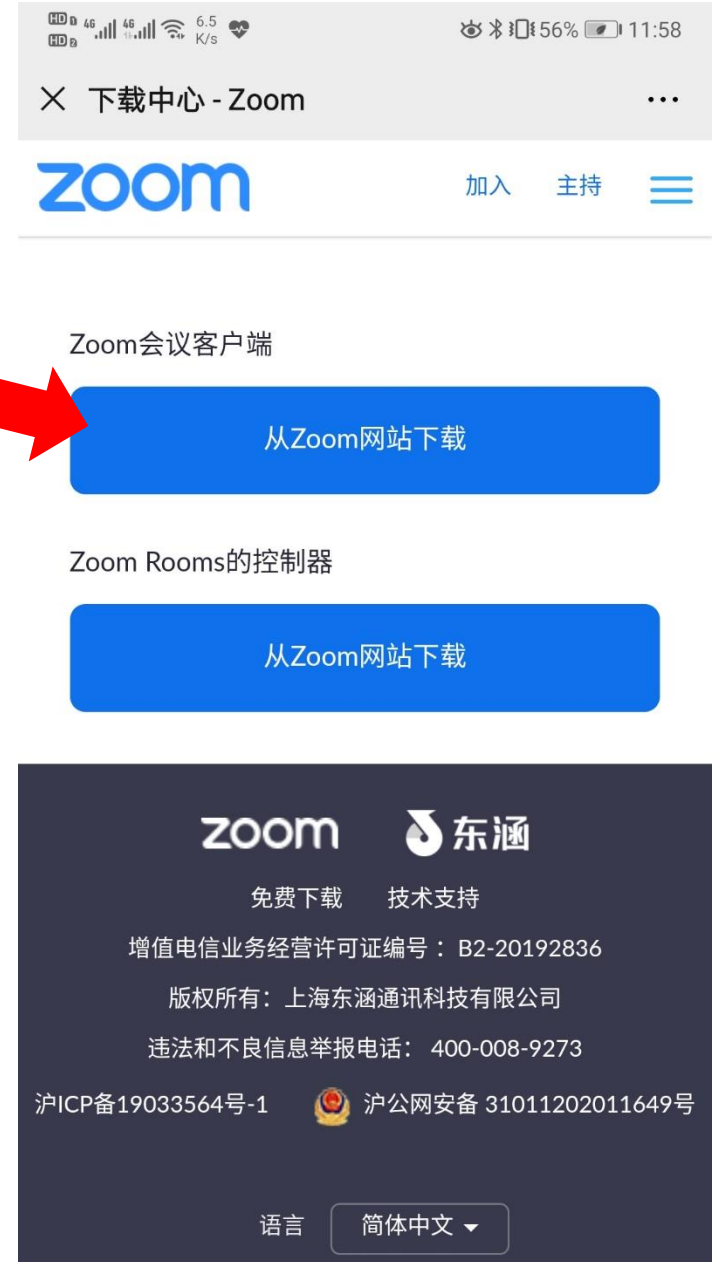 HD D 4G 4G 6.5 56% 11:58
HD 2 K/s
下载中心 - Zoom
zoom 加入 主持
Zoom会议客户端
从Zoom网站下载
Zoom Rooms的控制器
从Zoom网站下载
zoom 东涵
免费下载 技术支持
增值电信业务经营许可证编号： B2-20192836
版权所有：上海东涵通讯科技有限公司
违法和不良信息举报电话： 400-008-9273
沪ICP备19033564号-1 沪公网安备 31011202011649号
语言 简体中文